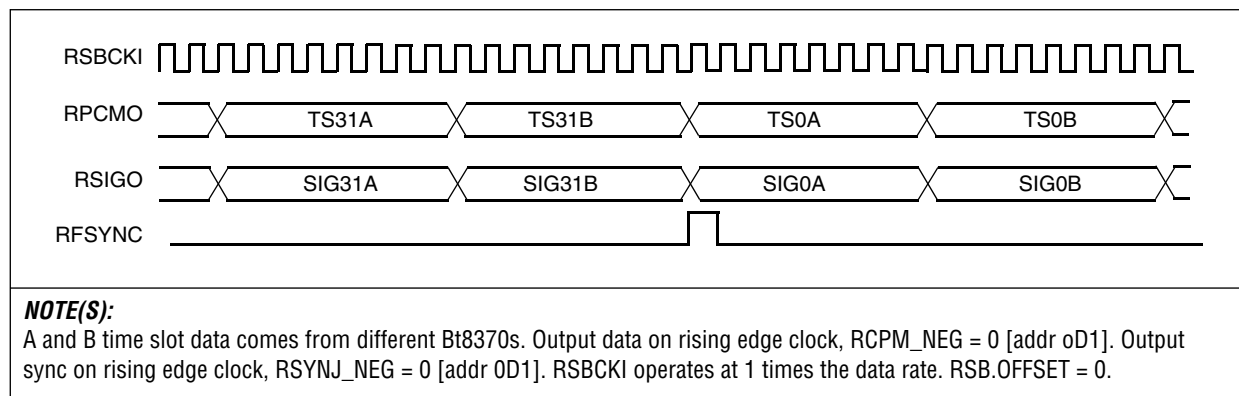 RSBCKI
RPCMO TS31A TS31B TS0A TS0B
RSIGO SIG31A SIG31B SIG0A SIG0B
RFSYNC
NOTE(S):
A and B time slot data comes from different Bt8370s. Output data on rising edge clock, RCPM_NEG = 0 [addr oD1]. Output
sync on rising edge clock, RSYNJ_NEG = 0 [addr 0D1]. RSBCKI operates at 1 times the data rate. RSB.OFFSET = 0.